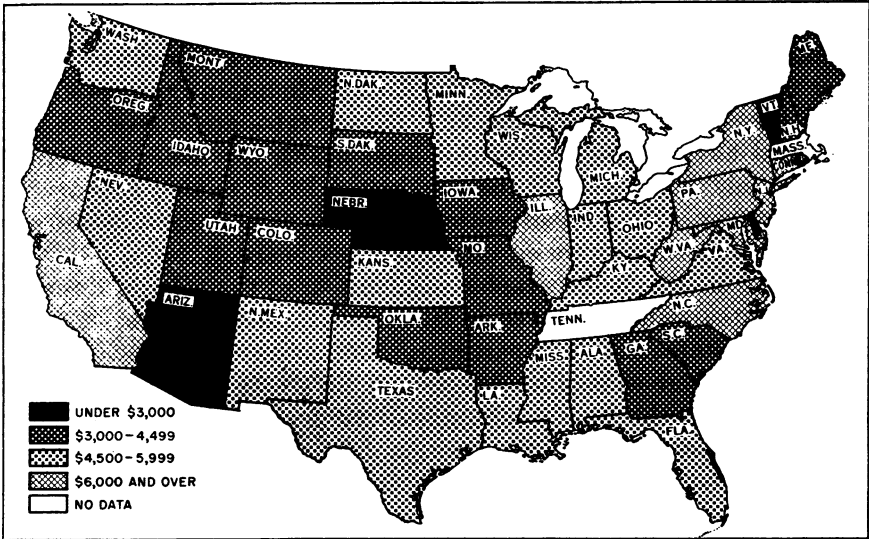 WASH.
MONT.
N.DAK.
MINN.
ME.
OREG.
IDAHO
WYO.
S.DAK.
WIS.
MICH.
N.Y.
VT.
N.H.
MASS.
NEV.
UTAH
COLO.
NEBR.
IOWA
ILL.
IND.
OHIO
PA.
N.J.
CAL.
KANS.
MO.
KY.
W.VA.
VA.
MD.
ARIZ.
N.MEX.
OKLA.
ARK.
TENN.
N.C.
S.C.
TEXAS
LA.
MISS.
ALA.
GA.
FLA.
UNDER $3,000
$3,000-4,499
$4,500-5,999
$6,000 AND OVER
NO DATA